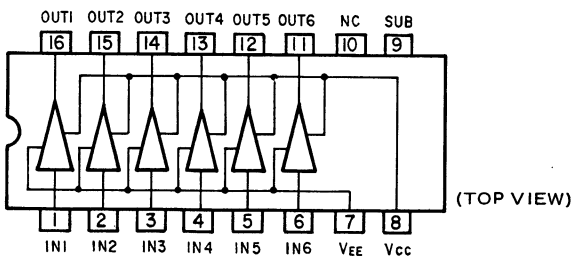 OUT1 OUT2 OUT3 OUT4 OUT5 OUT6 NC SUB
16 15 14 13 12 11 10 9
(TOP VIEW)
1 2 3 4 5 6 7 8
IN1 IN2 IN3 IN4 IN5 IN6 VEE VCC